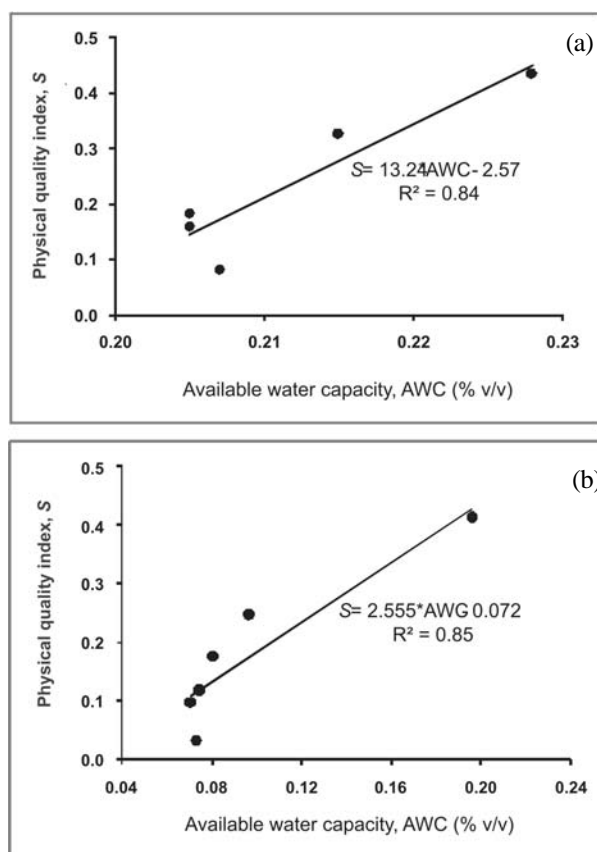 (a)
Physical quality index, S
0.5
0.4
0.3
0.2
0.1
0.0
S= 13.24AWC- 2.57
R² = 0.84
0.20 0.21 0.22 0.23
Available water capacity, AWC (% v/v)
(b)
Physical quality index, S
0.5
0.4
0.3
0.2
0.1
0.0
S= 2.555*AWG 0.072
R² = 0.85
0.04 0.08 0.12 0.16 0.20 0.24
Available water capacity, AWC (% v/v)